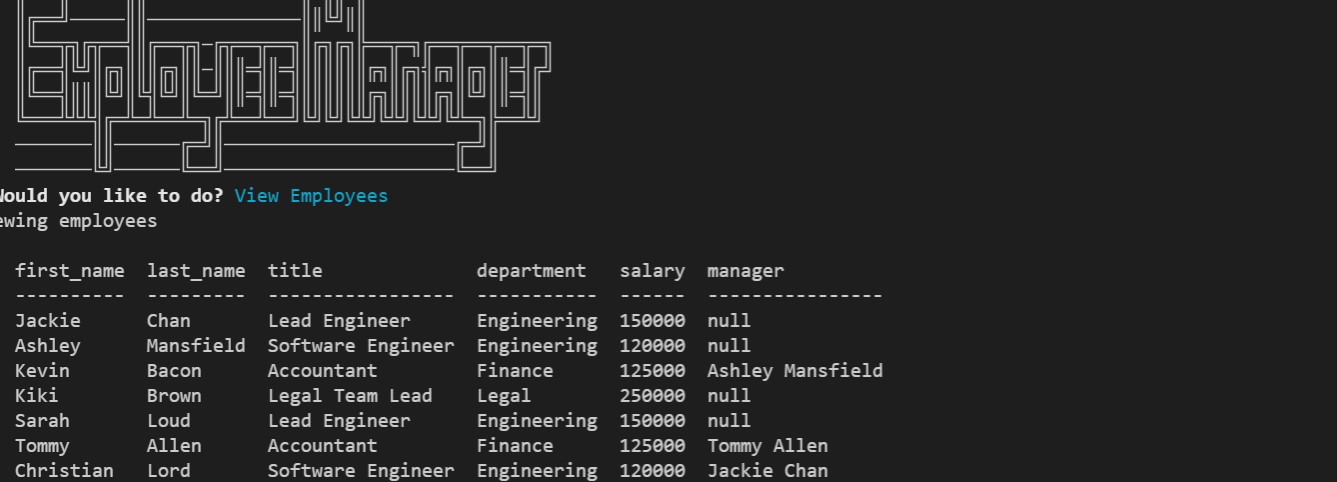 Employee Manager
Would you like to do? View Employees
ewing employees
first_name last_name title department salary manager
---------- --------- ----------------- ----------- ------ ----------------
Jackie Chan Lead Engineer Engineering 150000 null
Ashley Mansfield Software Engineer Engineering 120000 null
Kevin Bacon Accountant Finance 125000 Ashley Mansfield
Kiki Brown Legal Team Lead Legal 250000 null
Sarah Loud Lead Engineer Engineering 150000 null
Tommy Allen Accountant Finance 125000 Tommy Allen
Christian Lord Software Engineer Engineering 120000 Jackie Chan